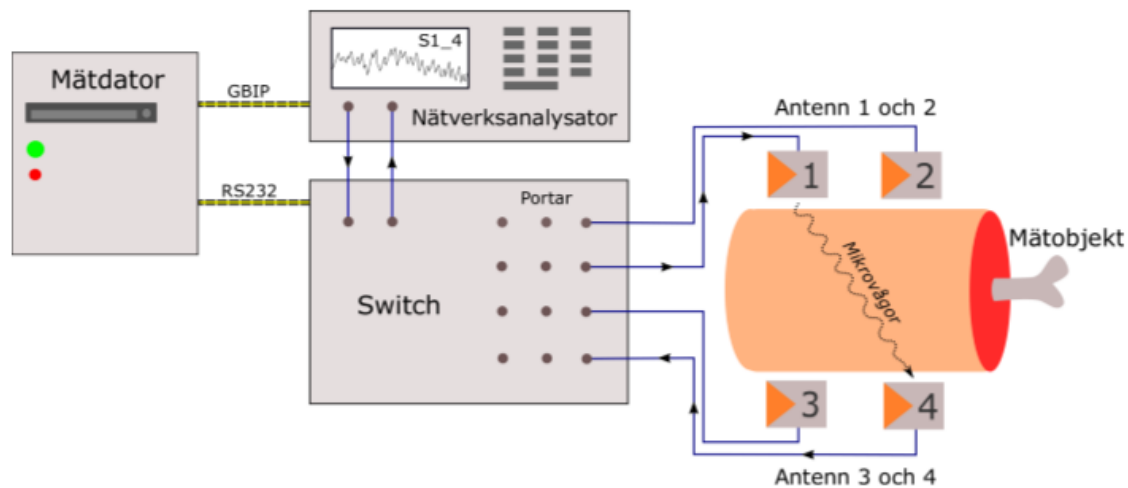 Mätdator
GBIP
RS232
S1_4
Nätverksanalysator
Portar
Switch
Antenn 1 och 2
1
2
Mikrovågor
Mätobjekt
3
4
Antenn 3 och 4